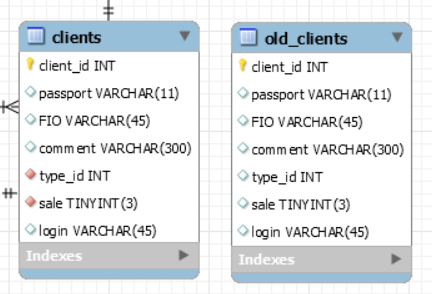 clients
client_id INT
passport VARCHAR(11)
FIO VARCHAR(45)
comment VARCHAR(300)
type_id INT
sale TINYINT(3)
login VARCHAR(45)
Indexes
old_clients
client_id INT
passport VARCHAR(11)
FIO VARCHAR(45)
comment VARCHAR(300)
type_id INT
sale TINYINT(3)
login VARCHAR(45)
Indexes